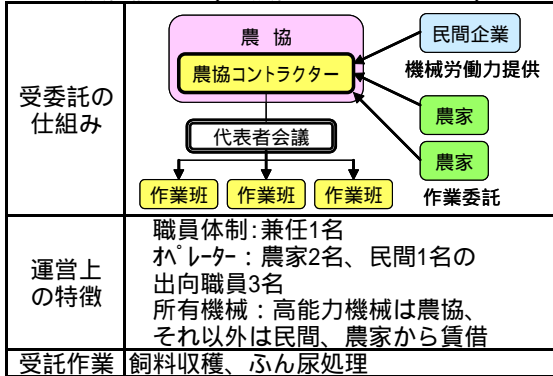 農 協
民間企業
農協コントラクター
機械労働力提供
農家
農家
作業委託
代表者会議
作業班 作業班 作業班
受委託の
仕組み
職員体制:兼任1名
ｵﾍﾟﾚｰﾀｰ:農家2名、民間1名の
出向職員3名
所有機械:高能力機械は農協、
それ以外は民間、農家から賃借
運営上
の特徴
受託作業 飼料収穫、ふん尿処理